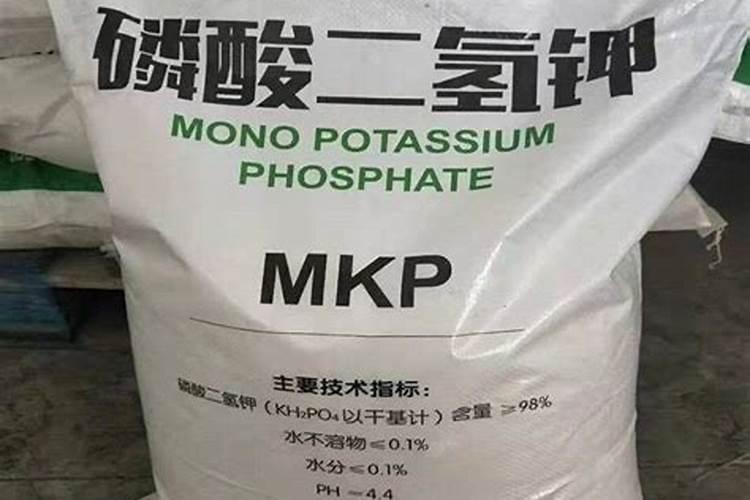 磷酸二氢钾
MONO POTASSIUM
PHOSPHATE
MKP
主要技术指标：
磷酸二氢钾（KH₂PO₄以干基计）含量 ≥98%
水不溶物≤0.1%
水分≤0.1%
PH ≈4.4